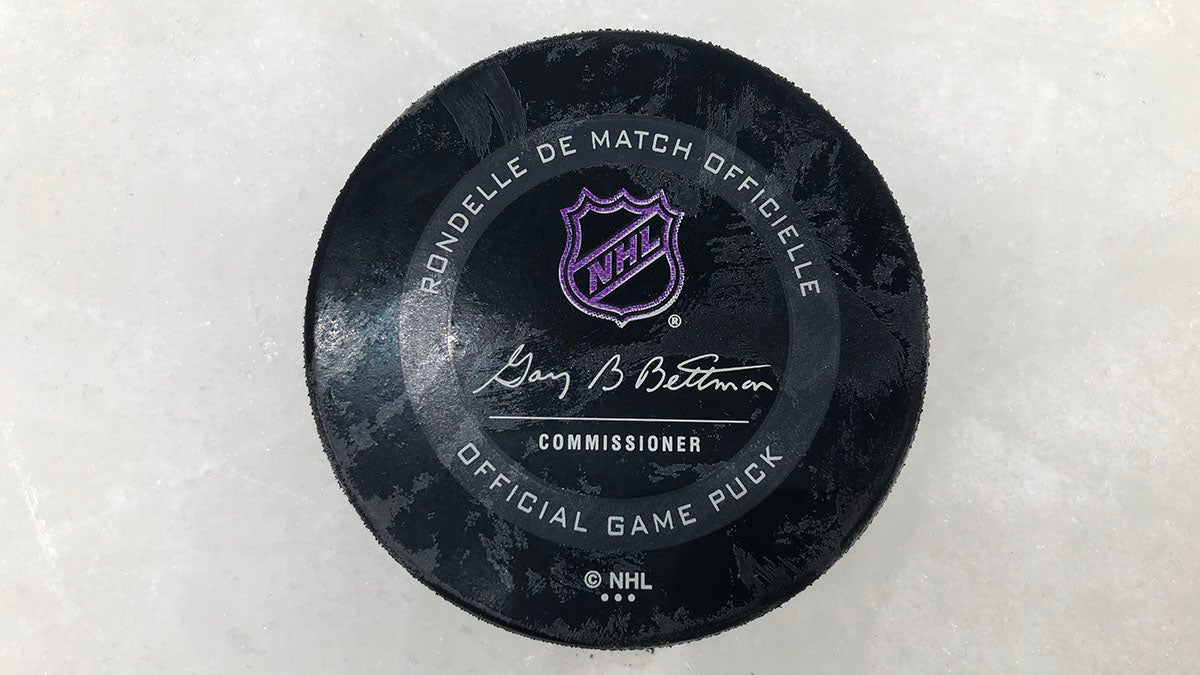 RONDELLE DE MATCH OFFICIELLE
NHL
®
Gary B Bettman
COMMISSIONER
OFFICIAL GAME PUCK
© NHL